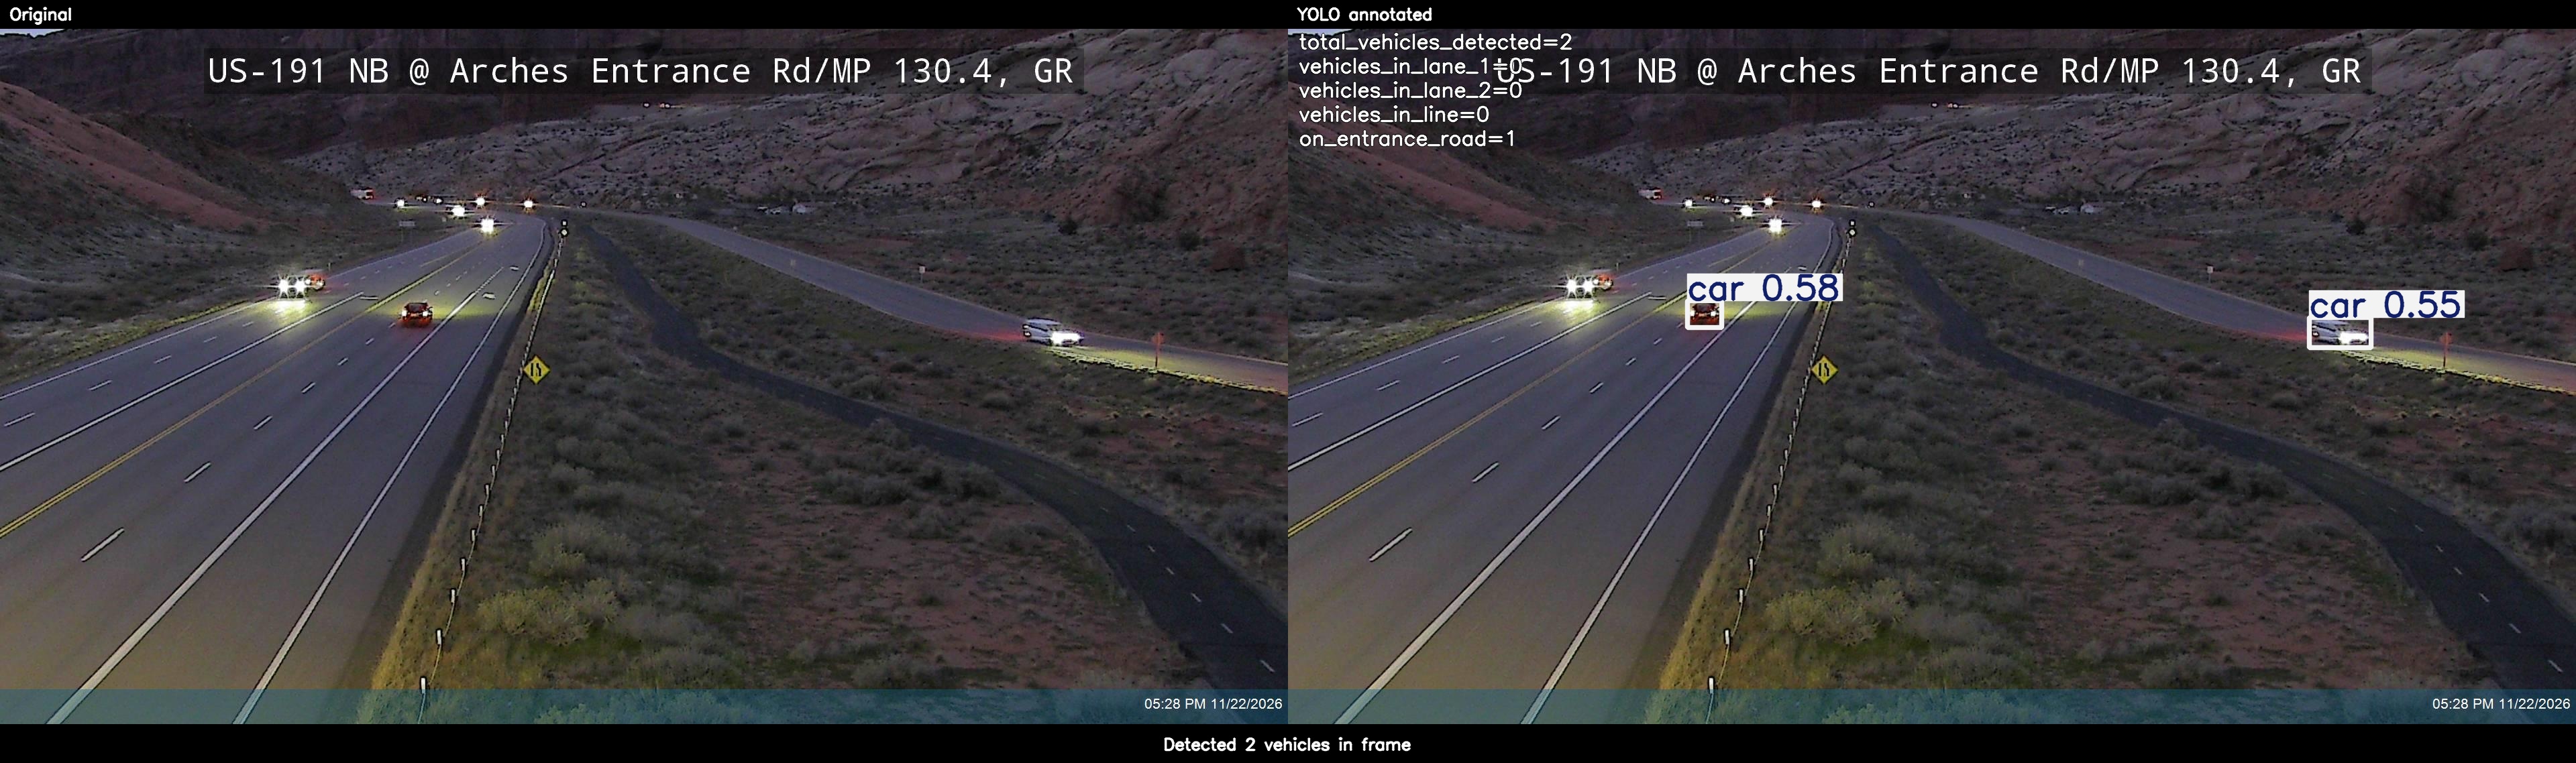 Original
US-191 NB @ Arches Entrance Rd/MP 130.4, GR
05:28 PM 11/22/2026
YOLO annotated
total_vehicles_detected=2
vehicles_in_lane_1=0
US-191 NB @ Arches Entrance Rd/MP 130.4, GR
vehicles_in_lane_2=0
vehicles_in_line=0
on_entrance_road=1
car 0.58
car 0.55
05:28 PM 11/22/2026
Detected 2 vehicles in frame